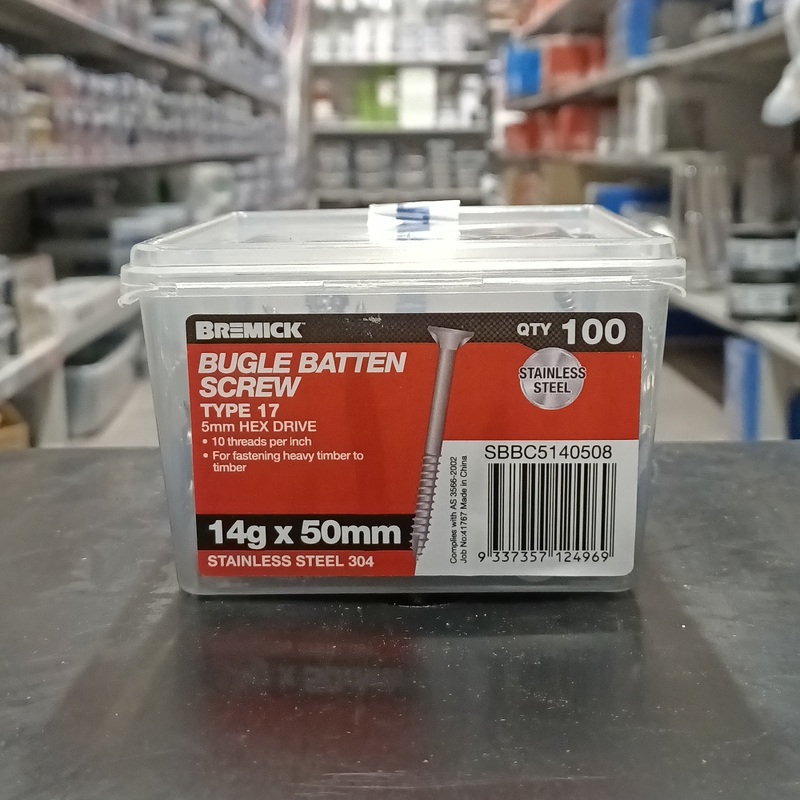 BREMICK
QTY 100
BUGLE BATTEN
SCREW
TYPE 17
5mm HEX DRIVE
• 10 threads per inch
• For fastening heavy timber to
timber
STAINLESS
STEEL
14g x 50mm
STAINLESS STEEL 304
SBBC5140508
Complies with AS 3566-2002
Job No:41767 Made in China
9 337357 124969